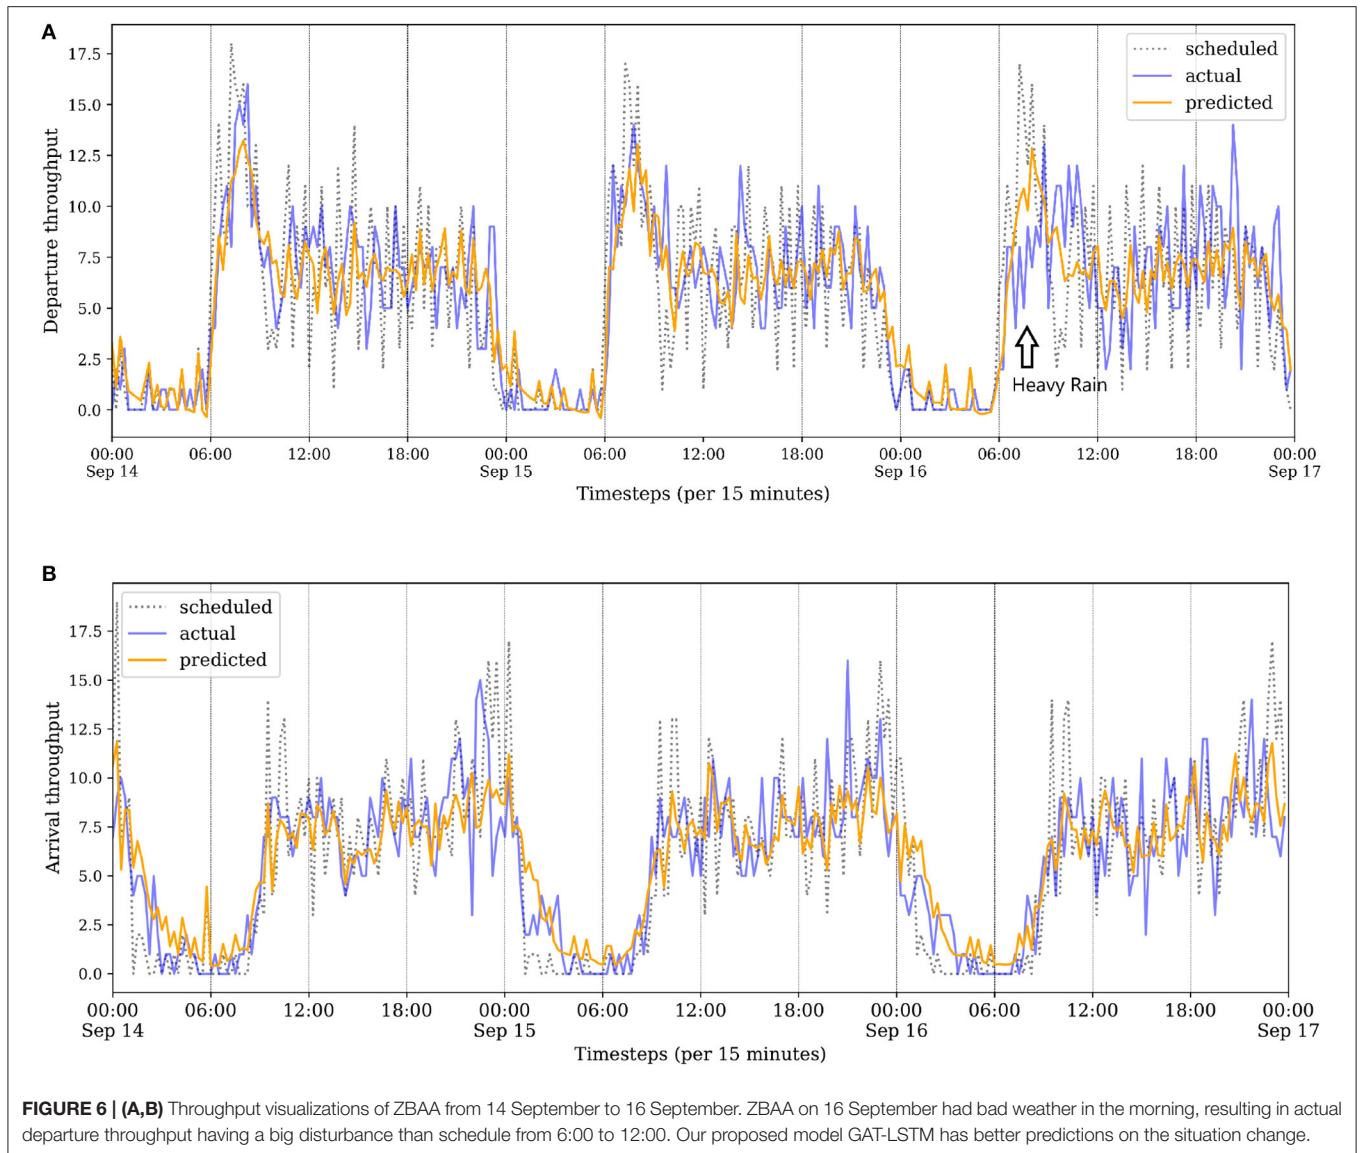 A
17.5
15.0
12.5
10.0
7.5
5.0
2.5
0.0
Departure throughput
scheduled
actual
predicted
Heavy Rain
00:00 06:00 12:00 18:00 00:00 06:00 12:00 18:00 00:00 06:00 12:00 18:00 00:00
Sep 14 Sep 15 Sep 16 Sep 17
Timesteps (per 15 minutes)
B
17.5
15.0
12.5
10.0
7.5
5.0
2.5
0.0
Arrival throughput
scheduled
actual
predicted
00:00 06:00 12:00 18:00 00:00 06:00 12:00 18:00 00:00 06:00 12:00 18:00 00:00
Sep 14 Sep 15 Sep 16 Sep 17
Timesteps (per 15 minutes)
FIGURE 6 | (A,B) Throughput visualizations of ZBAA from 14 September to 16 September. ZBAA on 16 September had bad weather in the morning, resulting in actual
departure throughput having a big disturbance than schedule from 6:00 to 12:00. Our proposed model GAT-LSTM has better predictions on the situation change.